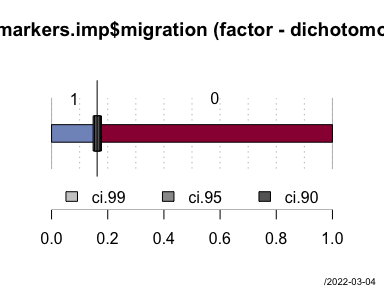 markers.imp$migration (factor - dichotomo
1 0
ci.99 ci.95 ci.90
0.0 0.2 0.4 0.6 0.8 1.0
/2022-03-04